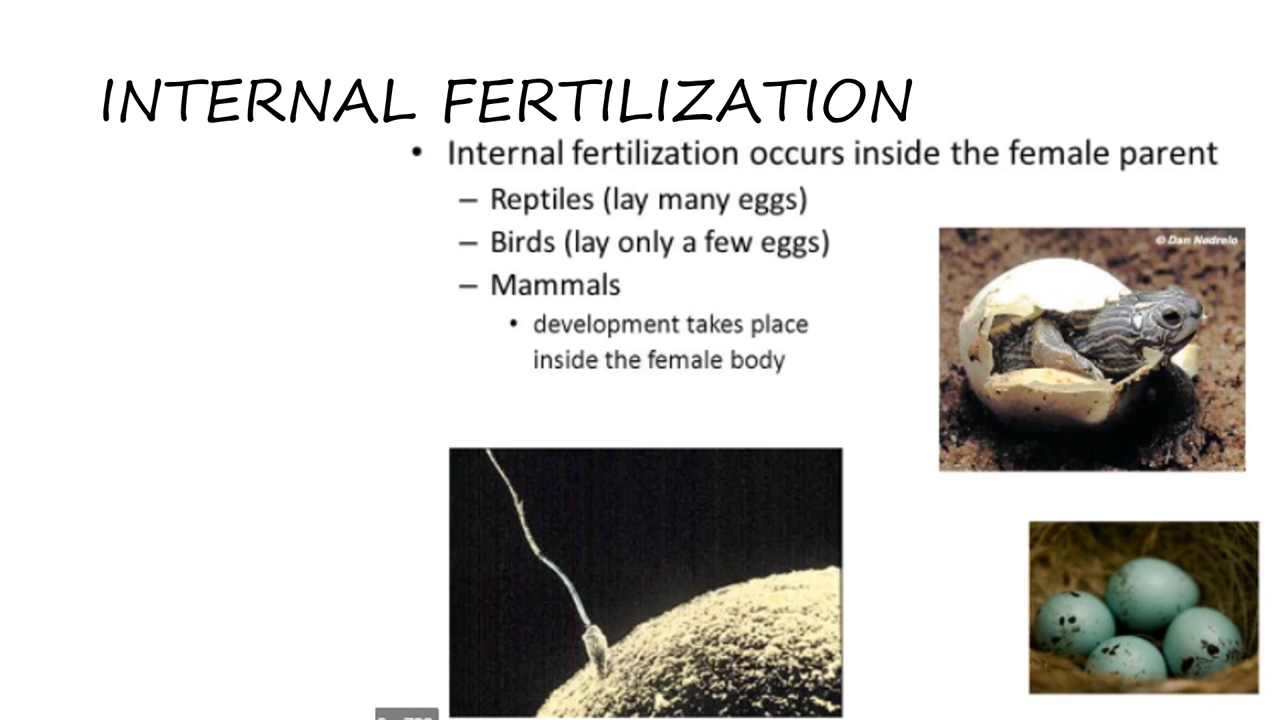 INTERNAL FERTILIZATION
• Internal fertilization occurs inside the female parent
– Reptiles (lay many eggs)
– Birds (lay only a few eggs)
– Mammals
• development takes place
inside the female body
© Dan Nedrelo